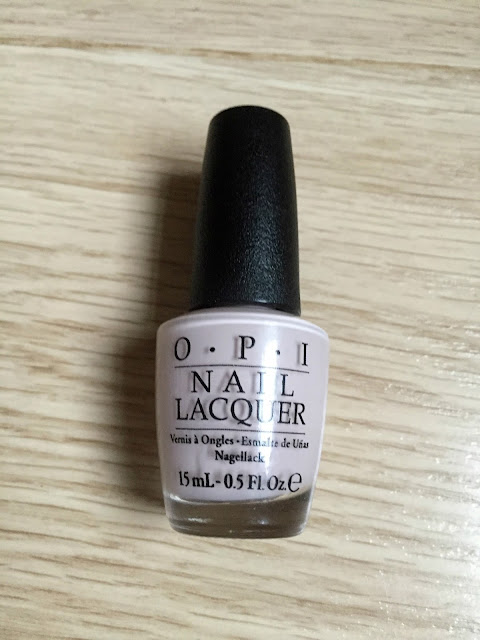 O·P·I
NAIL
LACQUER
Vernis à Ongles • Esmalte de Uñas
Nagellack
15 mL - 0.5 Fl. Oz. ℮